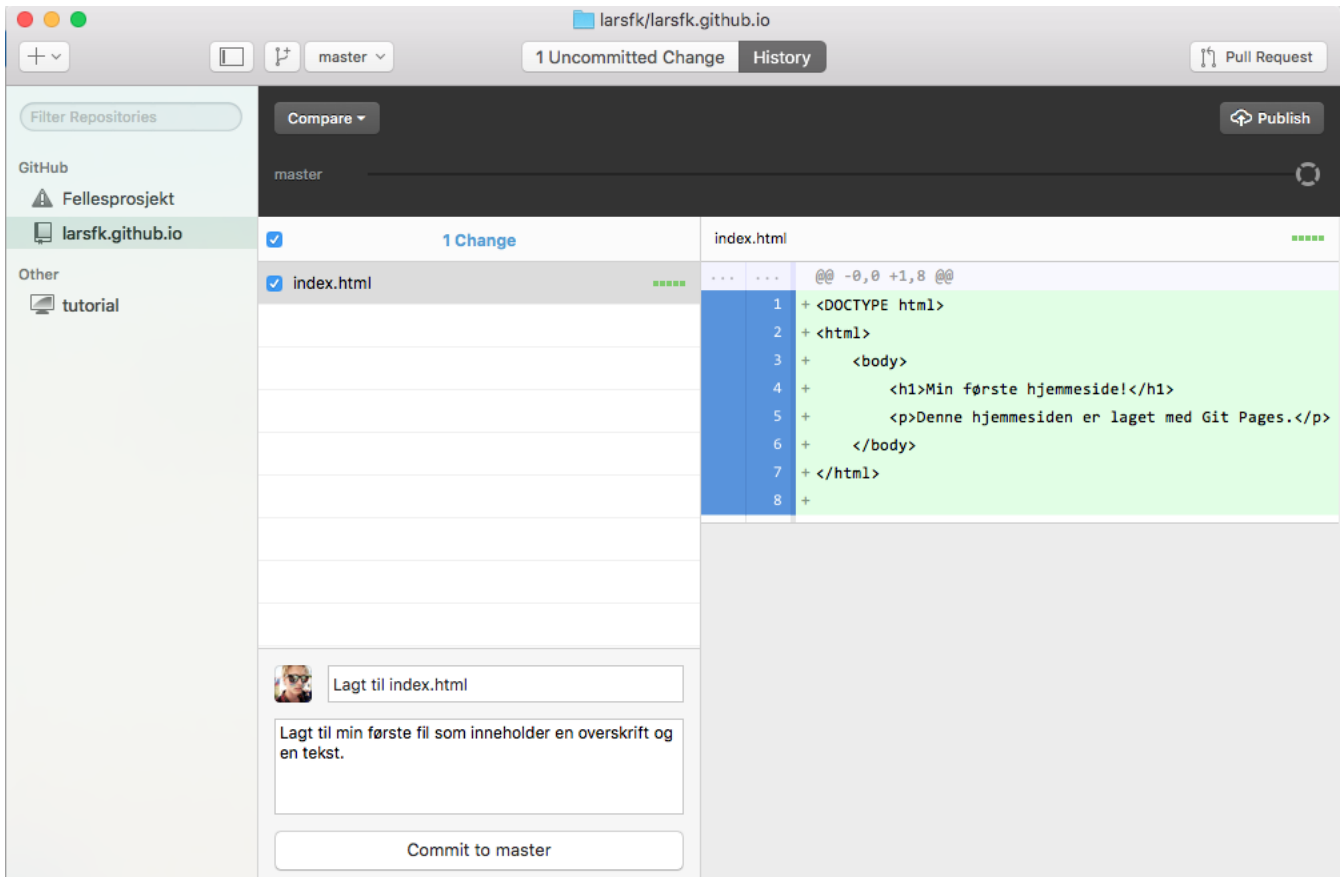 larsfk/larsfk.github.io
master
1 Uncommitted Change
History
Pull Request
Filter Repositories
GitHub
Fellesprosjekt
larsfk.github.io
Other
tutorial
Compare
Publish
master
1 Change
index.html
Lagt til index.html
Lagt til min første fil som inneholder en overskrift og
en tekst.
Commit to master
index.html
... ... @@ -0,0 +1,8 @@
1 + <DOCTYPE html>
2 + <html>
3 +     <body>
4 +         <h1>Min første hjemmeside!</h1>
5 +         <p>Denne hjemmesiden er laget med Git Pages.</p>
6 +     </body>
7 + </html>
8 +